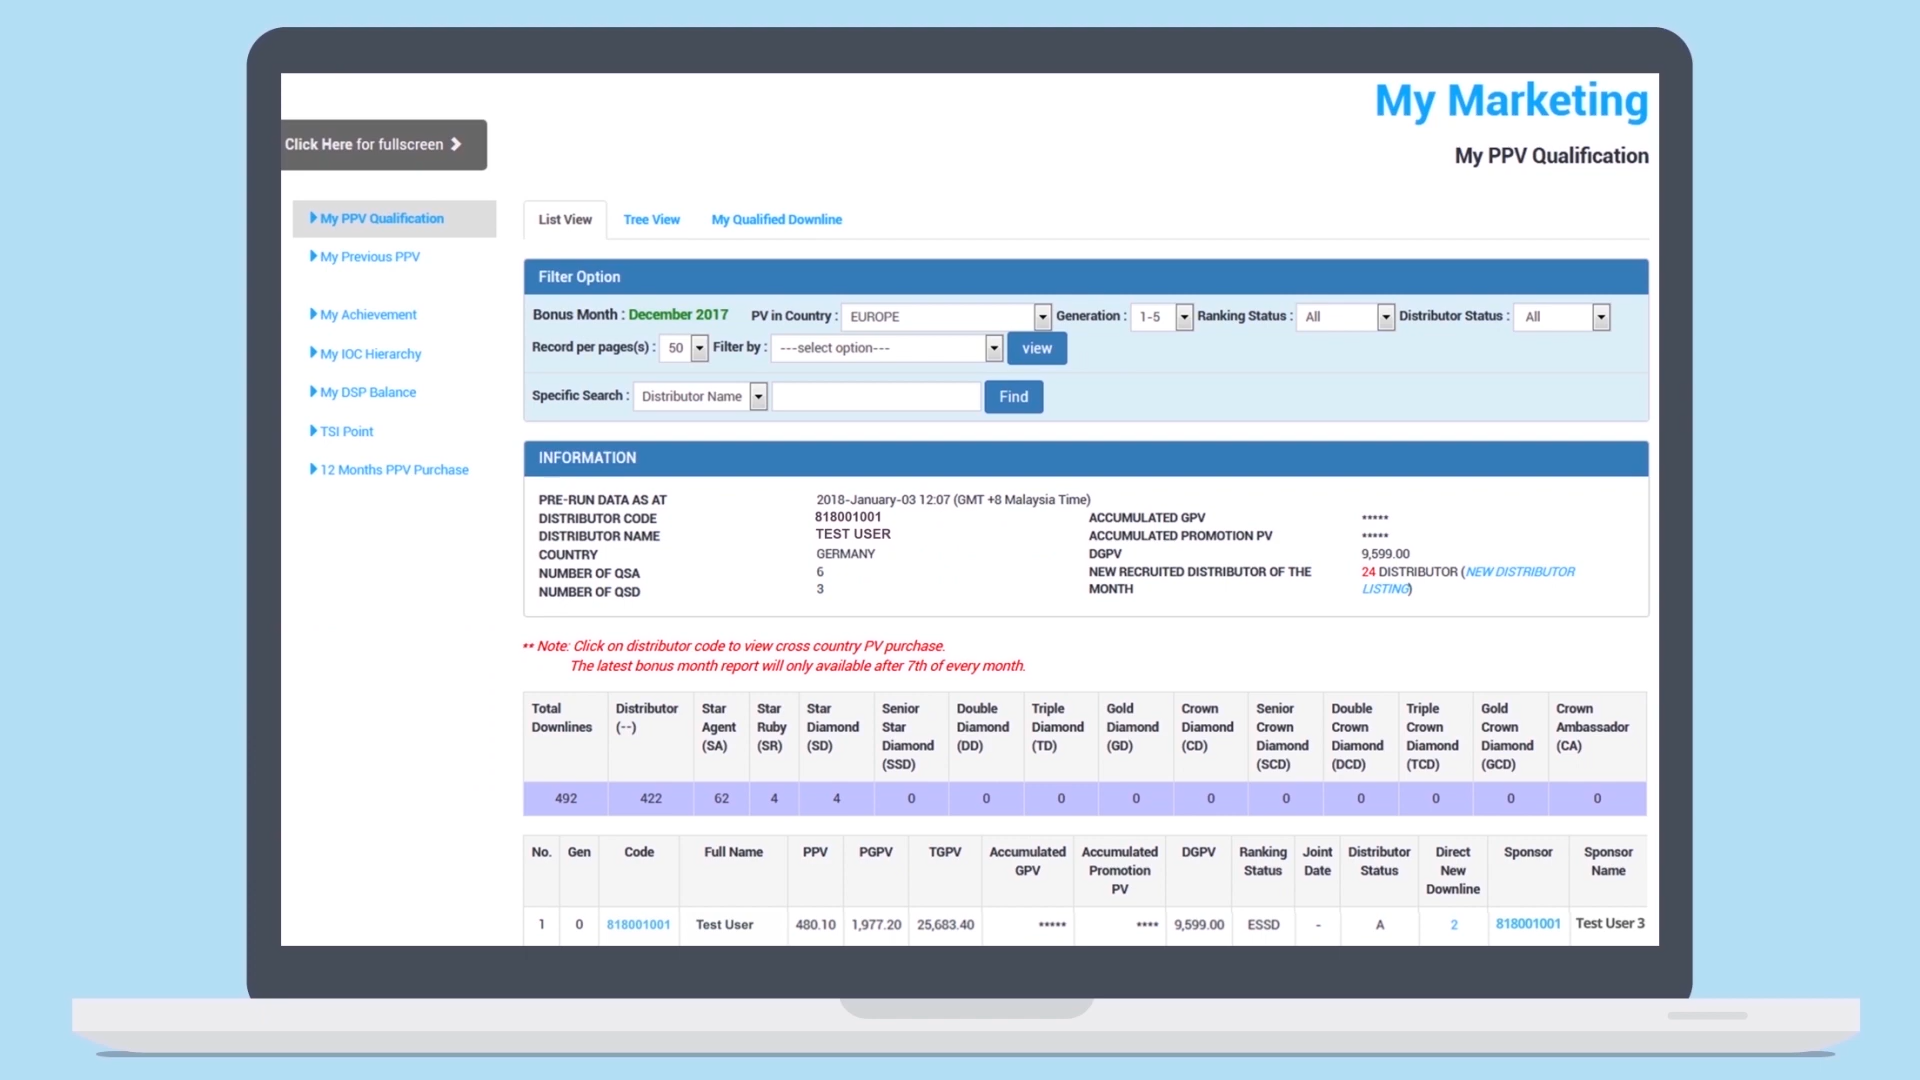 My Marketing
Click Here for fullscreen
My PPV Qualification
My PPV Qualification
My Previous PPV
My Achievement
My IOC Hierarchy
My DSP Balance
TSI Point
12 Months PPV Purchase
List View Tree View My Qualified Downline
Filter Option
Bonus Month : December 2017 PV in Country : EUROPE Generation : 1-5 Ranking Status : All Distributor Status : All
Record per pages(s) : 50 Filter by : ---select option--- view
Specific Search : Distributor Name Find
INFORMATION
PRE-RUN DATA AS AT 2018-January-03 12:07 (GMT +8 Malaysia Time)
DISTRIBUTOR CODE 818001001 ACCUMULATED GPV *****
DISTRIBUTOR NAME TEST USER ACCUMULATED PROMOTION PV *****
COUNTRY GERMANY DGPV 9,599.00
NUMBER OF QSA 6 NEW RECRUITED DISTRIBUTOR OF THE 24 DISTRIBUTOR (NEW DISTRIBUTOR
NUMBER OF QSD 3 MONTH LISTING)
** Note: Click on distributor code to view cross country PV purchase.
The latest bonus month report will only available after 7th of every month.
Total Distributor Star Star Star Senior Double Triple Gold Crown Senior Double Triple Gold Crown
Downlines (--) Agent Ruby Diamond Star Diamond Diamond Diamond Diamond Crown Crown Crown Crown Ambassador
(SA) (SR) (SD) Diamond (DD) (TD) (GD) (CD) Diamond Diamond Diamond Diamond (CA)
(SSD) (SCD) (DCD) (TCD) (GCD)
492 422 62 4 4 0 0 0 0 0 0 0 0 0 0
No. Gen Code Full Name PPV PGPV TGPV Accumulated Accumulated DGPV Ranking Joint Distributor Direct Sponsor Sponsor
GPV Promotion Status Date Status New Name
PV Downline
1 0 818001001 Test User 480.10 1,977.20 25,683.40 ***** **** 9,599.00 ESSD - A 2 818001001 Test User 3